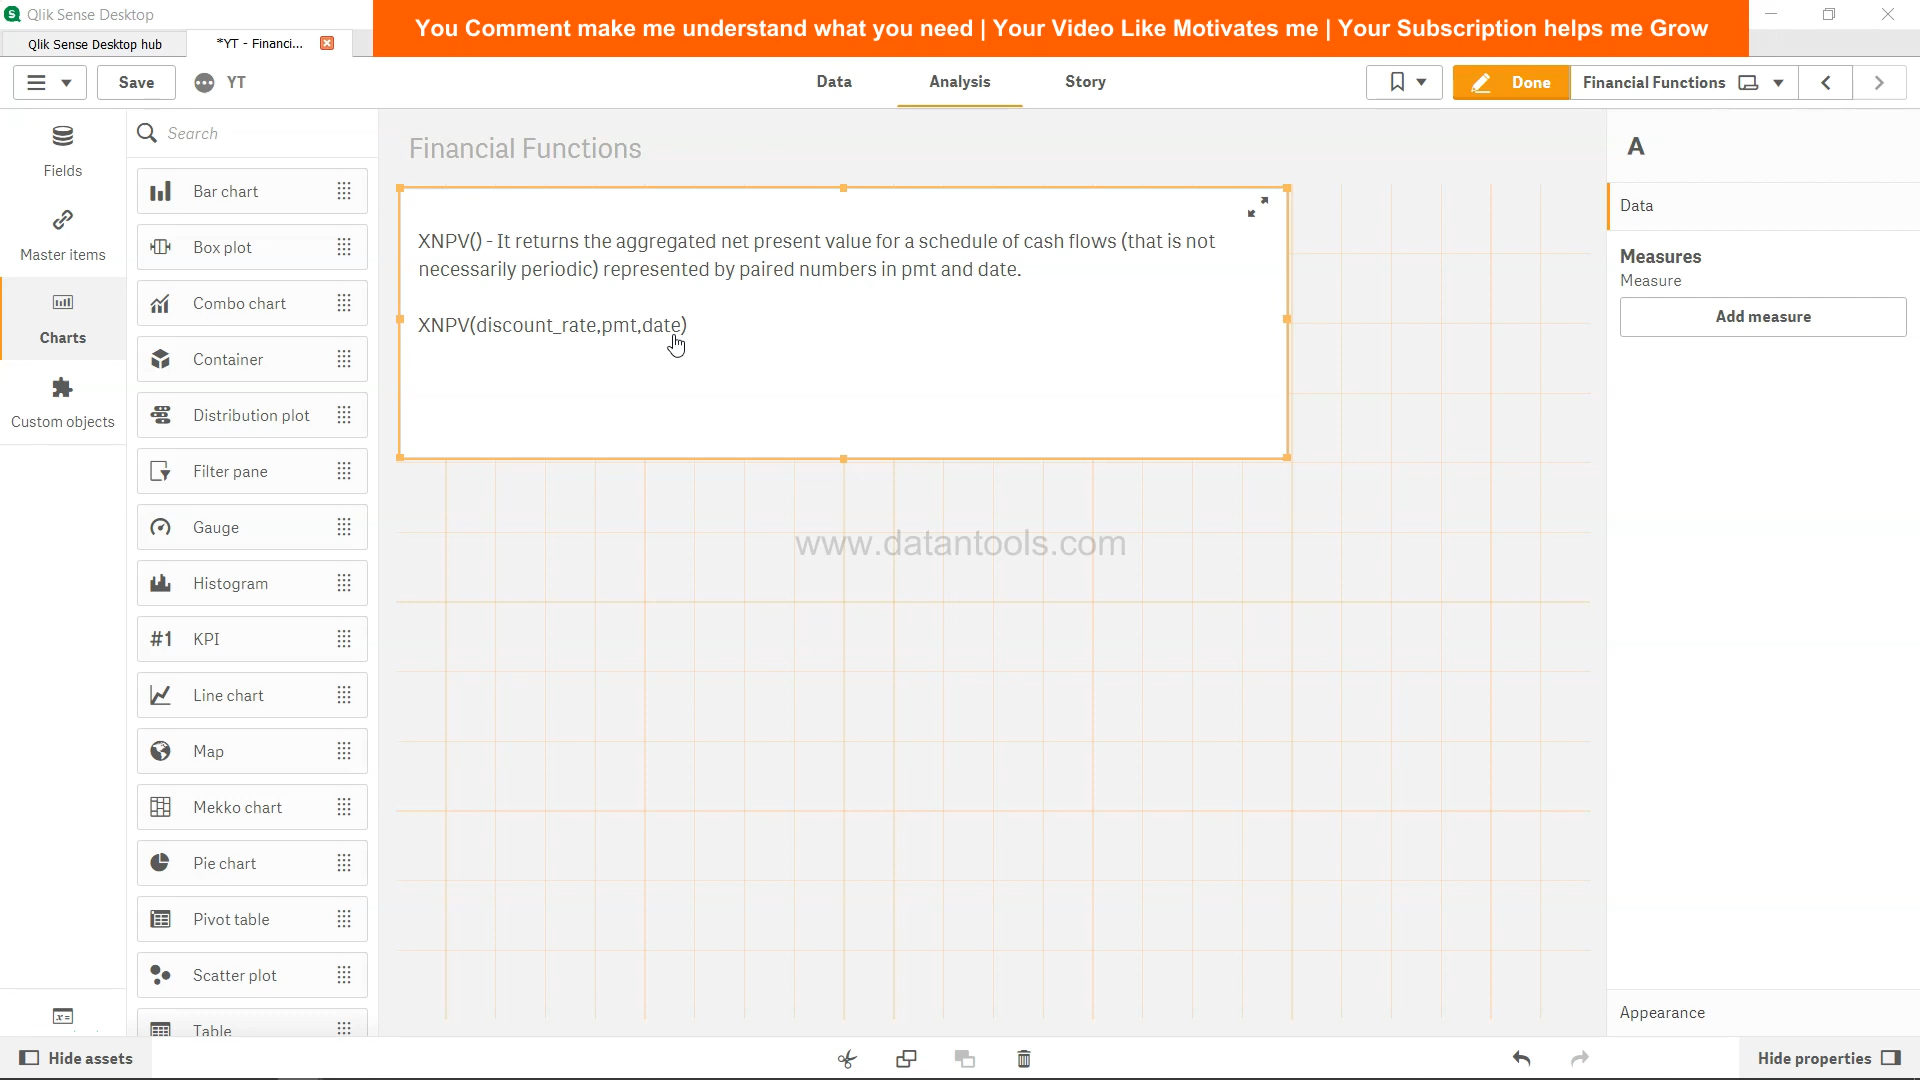 Qlik Sense Desktop
You Comment make me understand what you need | Your Video Like Motivates me | Your Subscription helps me Grow
Qlik Sense Desktop hub
*YT - Financi...
Save
YT
Data
Analysis
Story
Done
Financial Functions
Fields
Master items
Charts
Custom objects
Search
Bar chart
Box plot
Combo chart
Container
Distribution plot
Filter pane
Gauge
Histogram
#1 KPI
Line chart
Map
Mekko chart
Pie chart
Pivot table
Scatter plot
Table
Financial Functions
XNPV() - It returns the aggregated net present value for a schedule of cash flows (that is not
necessarily periodic) represented by paired numbers in pmt and date.
XNPV(discount_rate,pmt,date)
www.datantools.com
A
Data
Measures
Measure
Add measure
Appearance
Hide assets
Hide properties